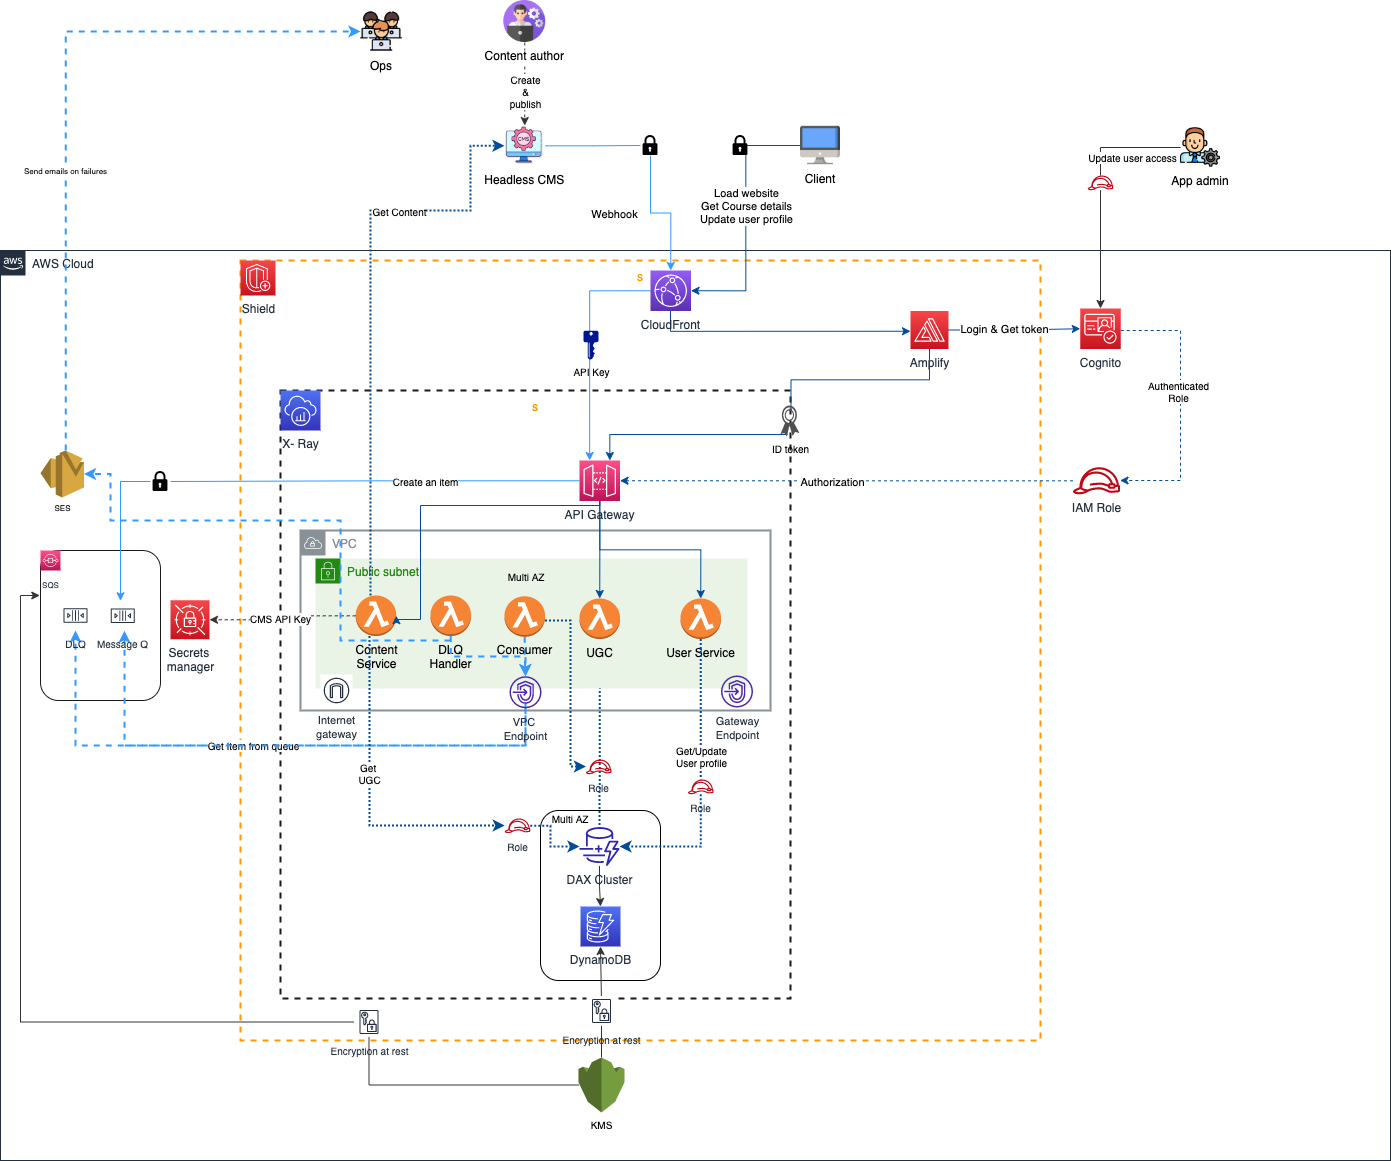 Ops
Content author
Create
&
publish
Send emails on failures
CMS
Headless CMS
Client
Update user access
App admin
Get Content
Webhook
Load website
Get Course details
Update user profile
aws
AWS Cloud
Shield
S
CloudFront
Amplify
Login & Get token
Cognito
API Key
Authenticated
Role
S
X- Ray
ID token
SES
Create an item
API Gateway
Authorization
IAM Role
VPC
Public subnet
Multi AZ
SQS
DLQ
Message Q
Secrets
manager
CMS API Key
Content
Service
DLQ
Handler
Consumer
UGC
User Service
Internet
gateway
VPC
Endpoint
Gateway
Endpoint
Get item from queue
Get
UGC
Get/Update
User profile
Role
Role
Role
Multi AZ
DAX Cluster
DynamoDB
Encryption at rest
Encryption at rest
KMS